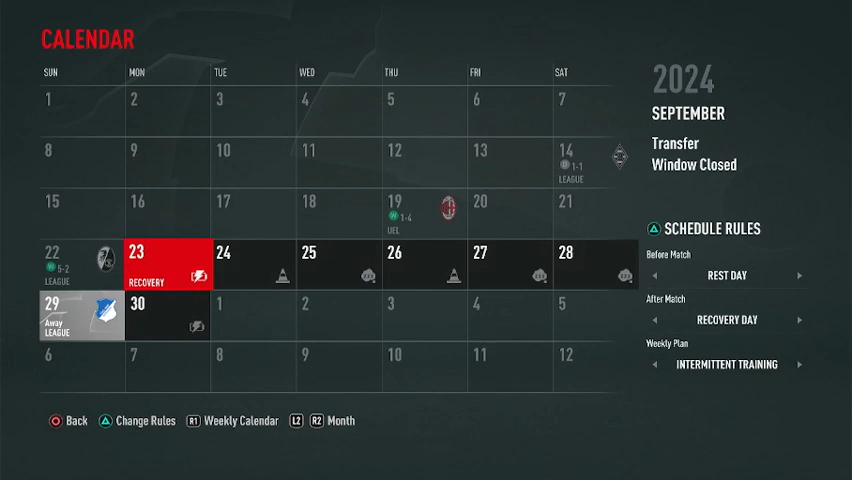 CALENDAR
SUN MON TUE WED THU FRI SAT
1 2 3 4 5 6 7
8 9 10 11 12 13 14
D 1-1
LEAGUE
15 16 17 18 19 20 21
W 1-4
UEL
22 23 24 25 26 27 28
W 5-2
LEAGUE
RECOVERY
29 30 1 2 3 4 5
Away
LEAGUE
6 7 8 9 10 11 12
2024
SEPTEMBER
Transfer
Window Closed
SCHEDULE RULES
Before Match
REST DAY
After Match
RECOVERY DAY
Weekly Plan
INTERMITTENT TRAINING
Back Change Rules R1 Weekly Calendar L2 R2 Month